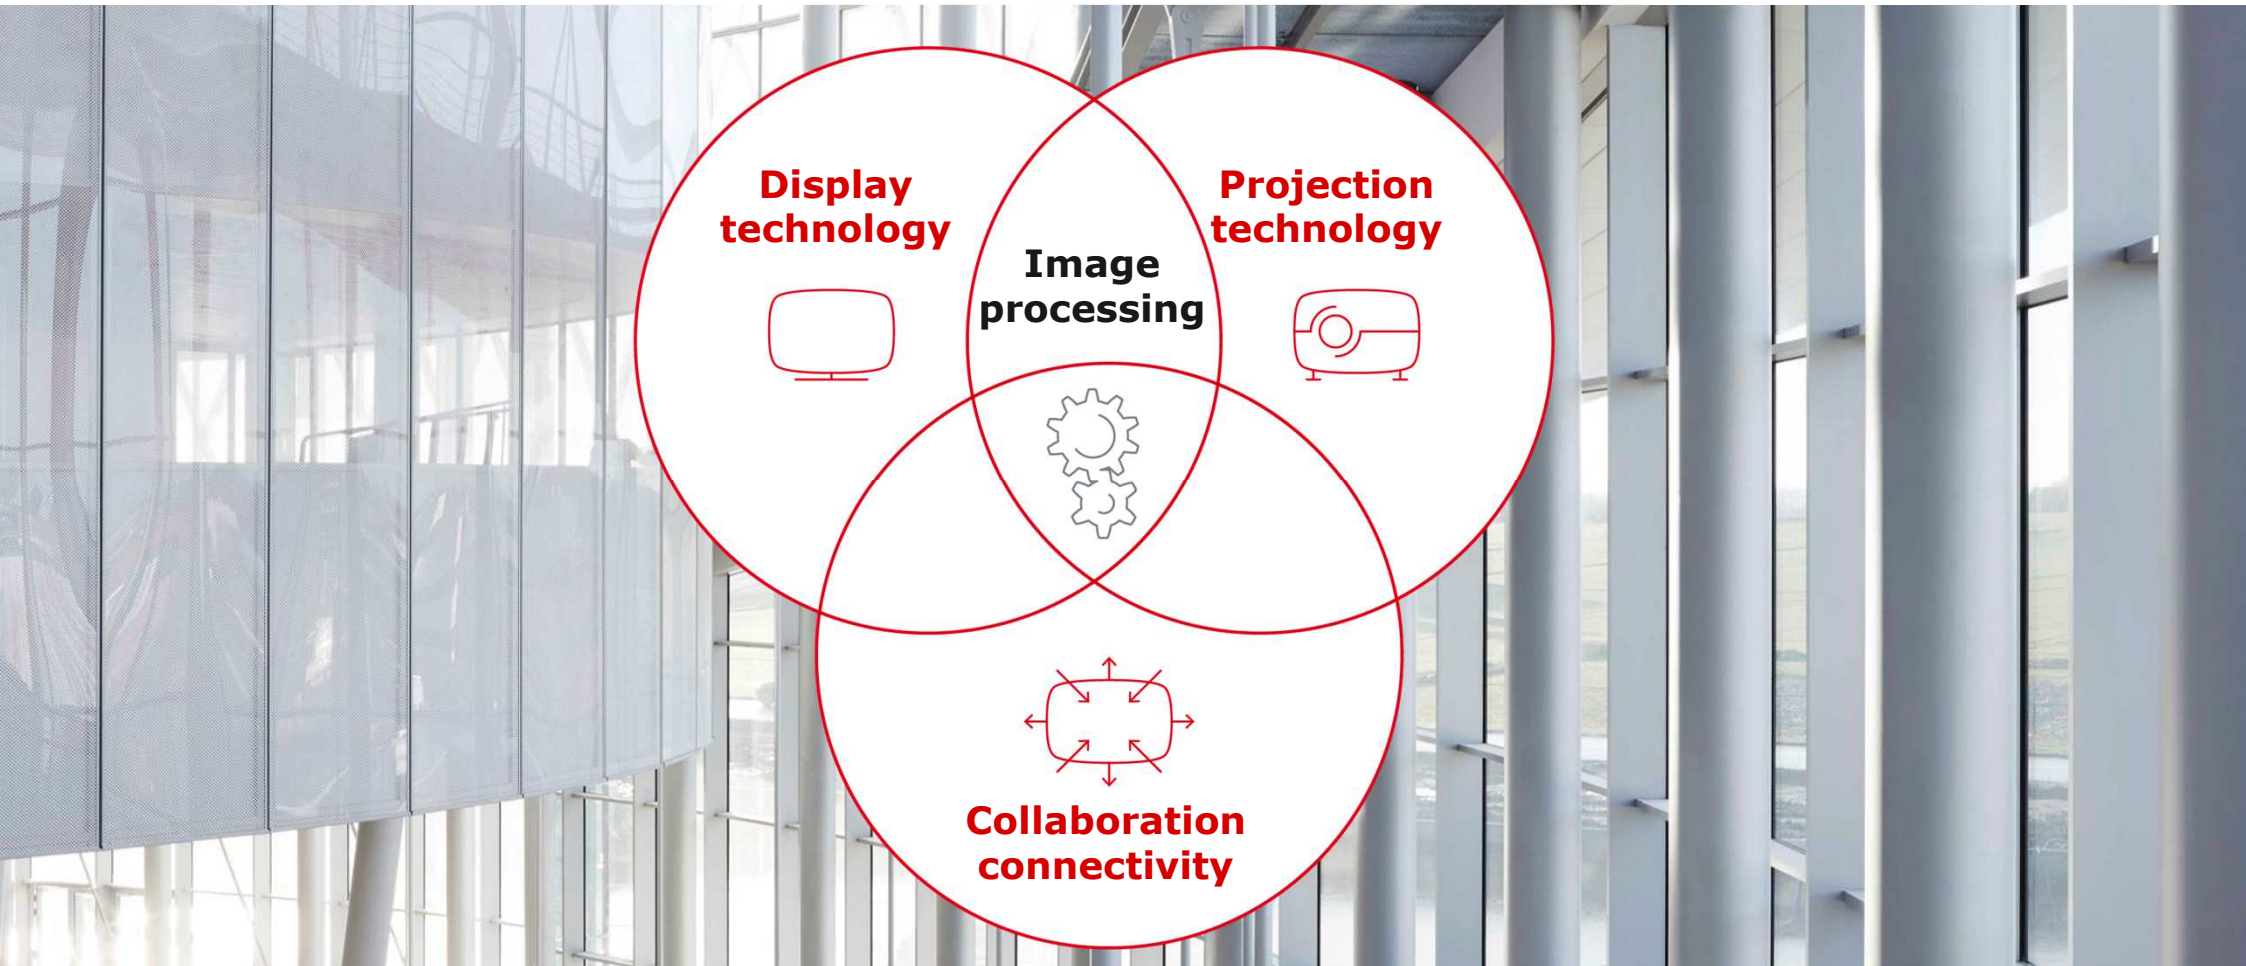 Display
technology
Projection
technology
Image
processing
Collaboration
connectivity